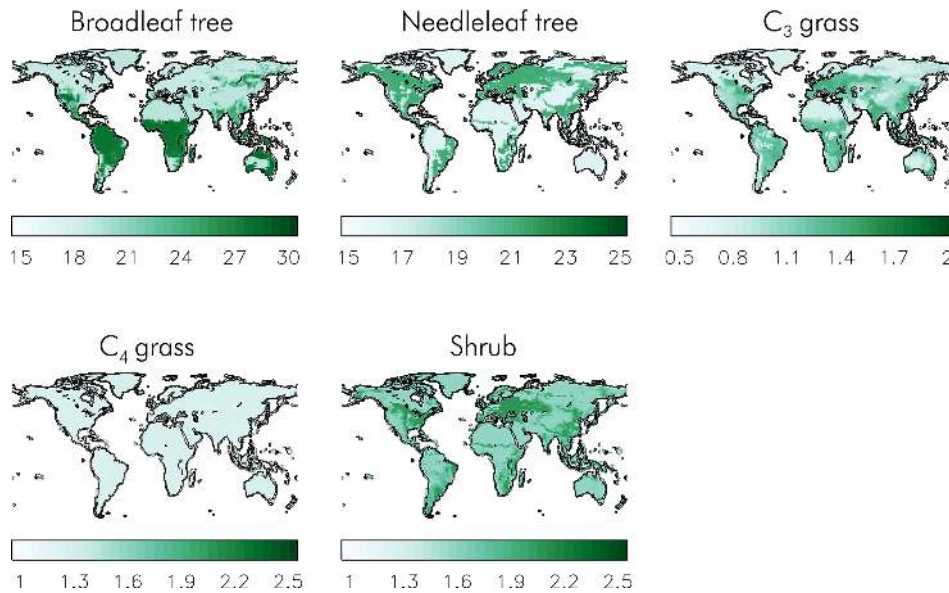 Broadleaf tree
Needleleaf tree
C₃ grass
15 18 21 24 27 30
15 17 19 21 23 25
0.5 0.8 1.1 1.4 1.7 2
C₄ grass
Shrub
1 1.3 1.6 1.9 2.2 2.5
1 1.3 1.6 1.9 2.2 2.5